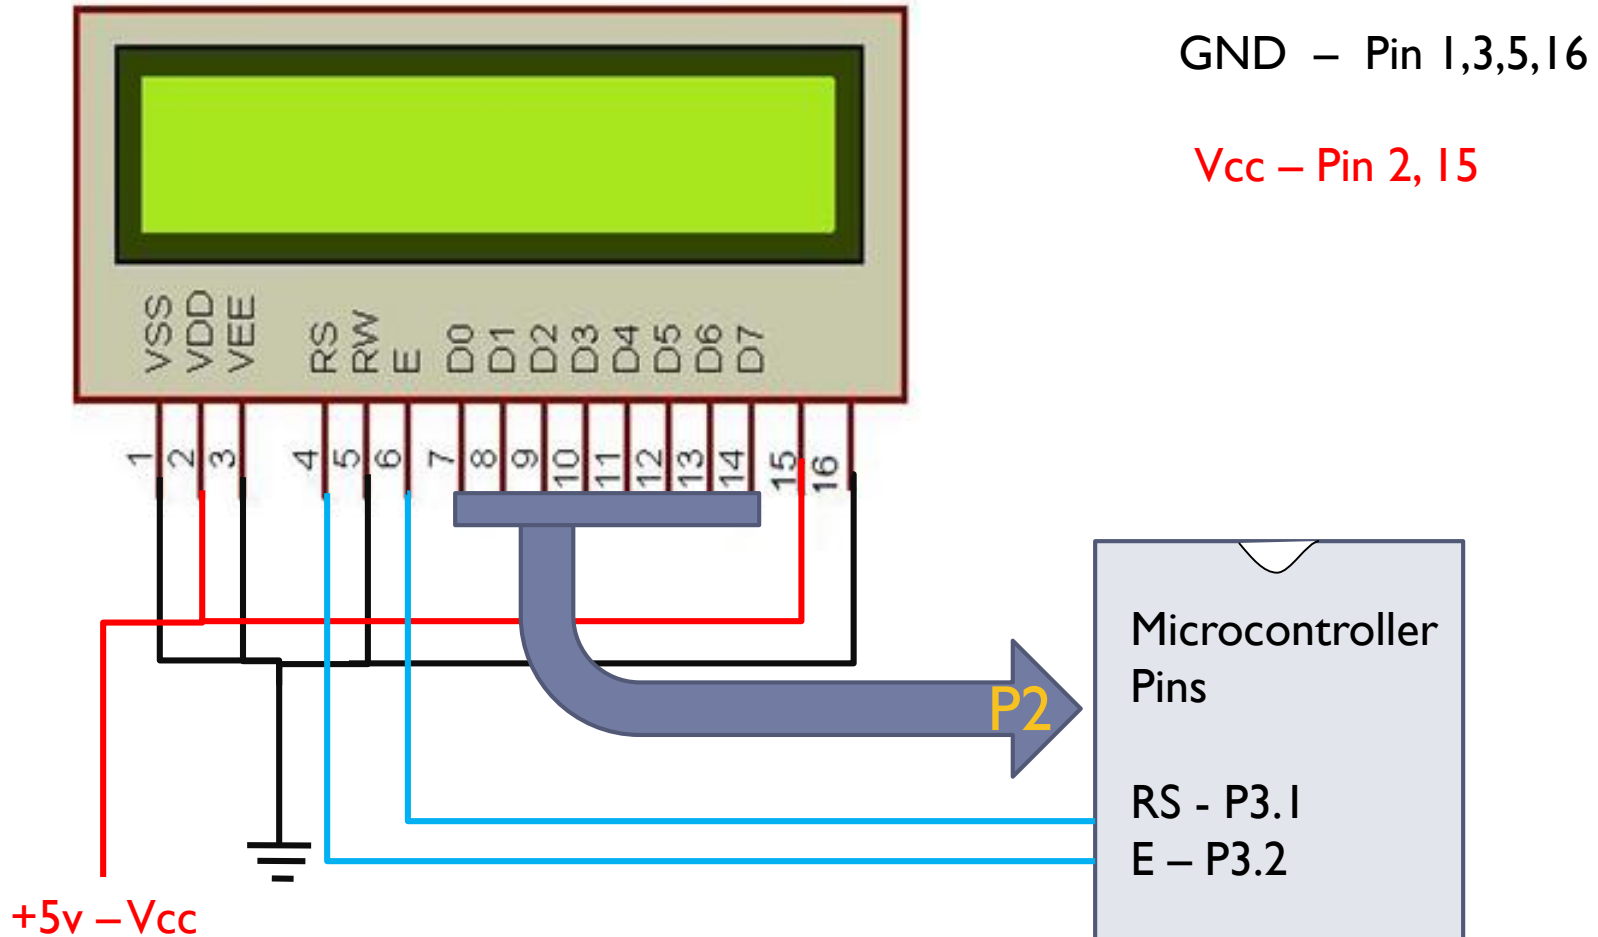 GND – Pin 1,3,5,16
Vcc – Pin 2, 15
VSS VDD VEE RS RW E D0 D1 D2 D3 D4 D5 D6 D7
1 2 3 4 5 6 7 8 9 10 11 12 13 14 15 16
Microcontroller
Pins
P2
RS - P3.1
E – P3.2
+5v – Vcc